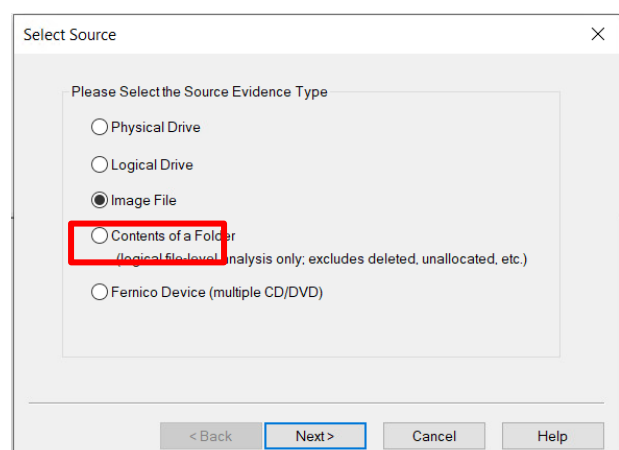 Select Source
Please Select the Source Evidence Type
Physical Drive
Logical Drive
Image File
Contents of a Folder
(logical file-level analysis only; excludes deleted, unallocated, etc.)
Fernico Device (multiple CD/DVD)
< Back Next > Cancel Help